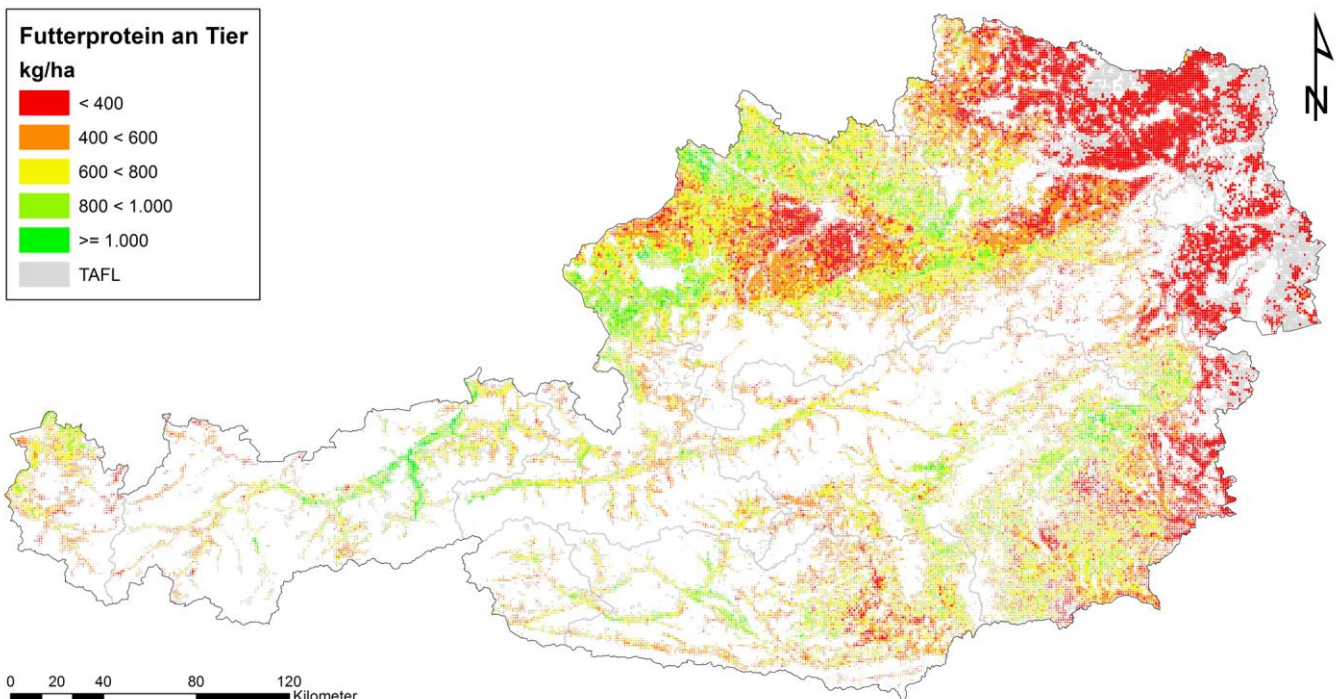 Futterprotein an Tier
kg/ha
< 400
400 < 600
600 < 800
800 < 1.000
>= 1.000
TAFL
N
0 20 40 80 120
Kilometer